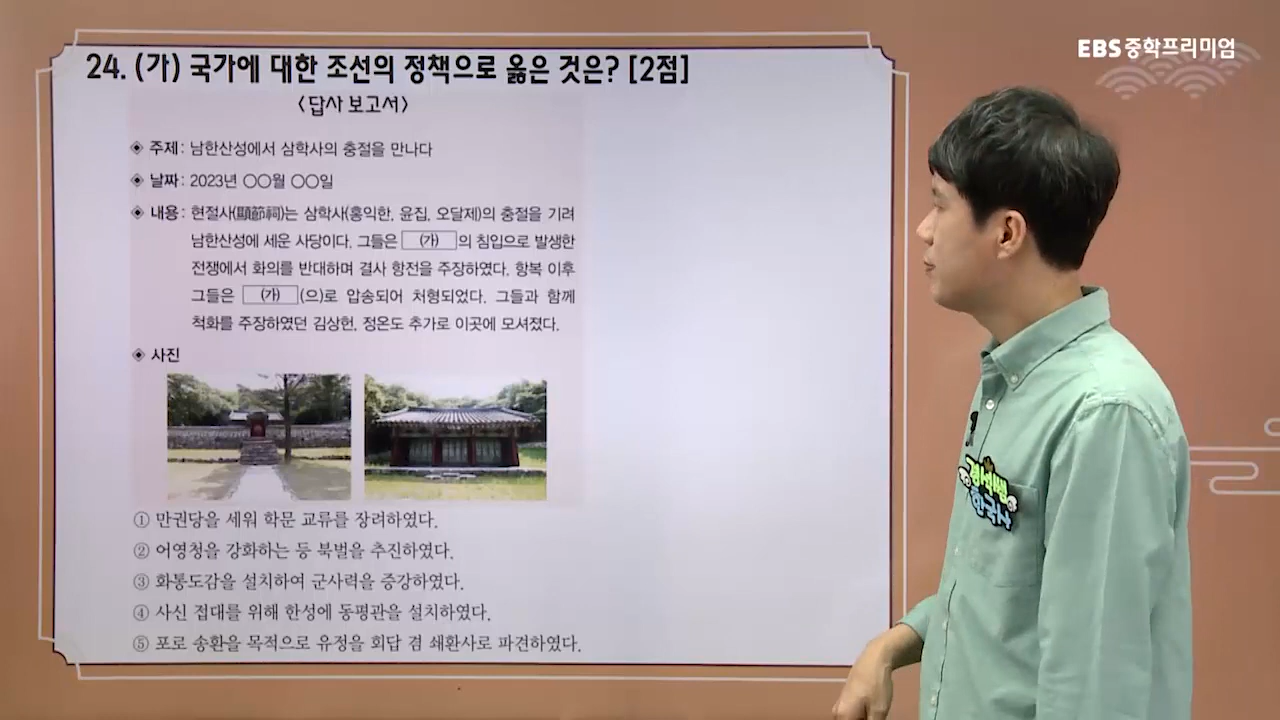 EBS 중학프리미엄
24. (가) 국가에 대한 조선의 정책으로 옳은 것은? [2점]
<답사 보고서>
◈ 주제: 남한산성에서 삼학사의 충절을 만나다
◈ 날짜: 2023년 ○○월 ○○일
◈ 내용: 현절사(顯節祠)는 삼학사(홍익한, 윤집, 오달제)의 충절을 기려
남한산성에 세운 사당이다. 그들은 (가) 의 침입으로 발생한
전쟁에서 화의를 반대하며 결사 항전을 주장하였다. 항복 이후
그들은 (가) (으)로 압송되어 처형되었다. 그들과 함께
척화를 주장하였던 김상헌, 정온도 추가로 이곳에 모셔졌다.
◈ 사진
① 만권당을 세워 학문 교류를 장려하였다.
② 어영청을 강화하는 등 북벌을 추진하였다.
③ 화통도감을 설치하여 군사력을 증강하였다.
④ 사신 접대를 위해 한성에 동평관을 설치하였다.
⑤ 포로 송환을 목적으로 유정을 회답 겸 쇄환사로 파견하였다.
경석쌤
한국사